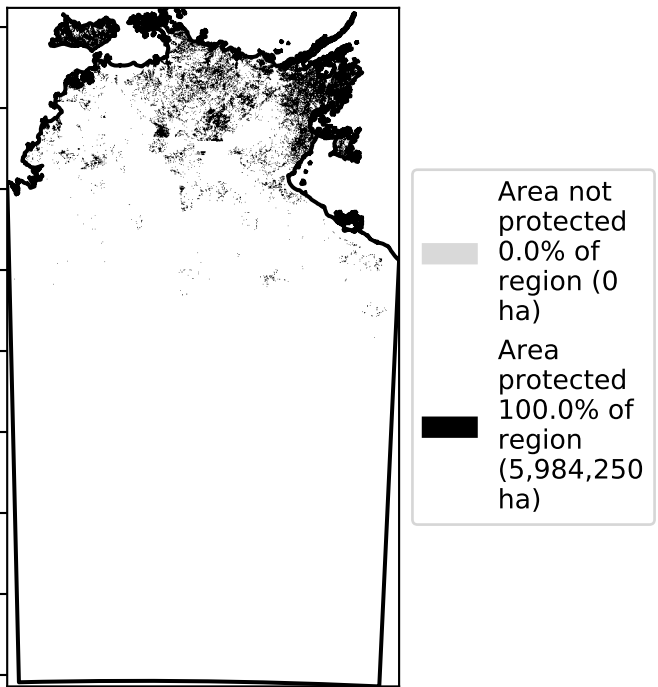 Area not
protected
0.0% of
region (0
ha)
Area
protected
100.0% of
region
(5,984,250
ha)